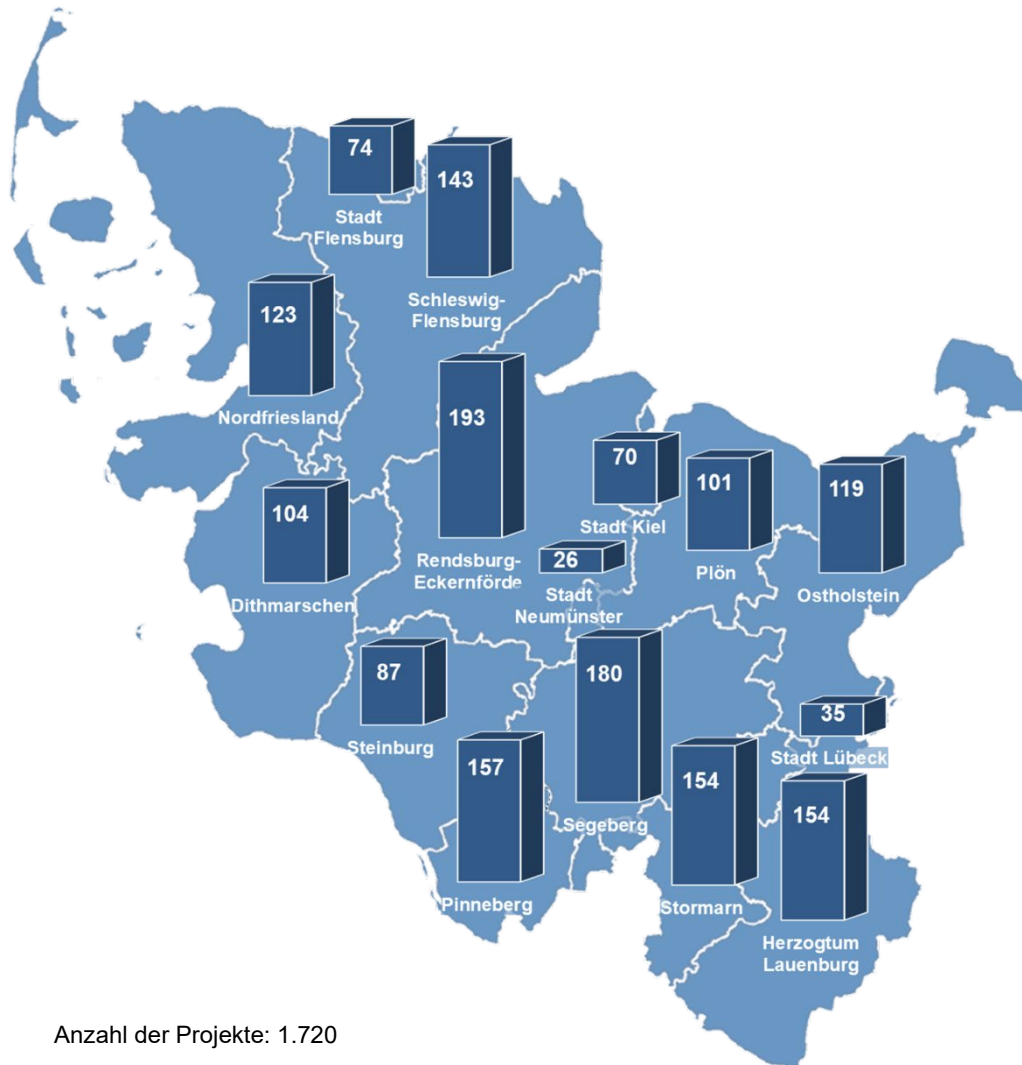 74
Stadt
Flensburg
143
Schleswig-
Flensburg
123
Nordfriesland
193
Rendsburg-
Eckernförde
70
Stadt Kiel
101
Plön
119
Ostholstein
104
Dithmarschen
26
Stadt
Neumünster
87
Steinburg
180
Segeberg
35
Stadt Lübeck
157
Pinneberg
154
Stormarn
154
Herzogtum
Lauenburg
Anzahl der Projekte: 1.720